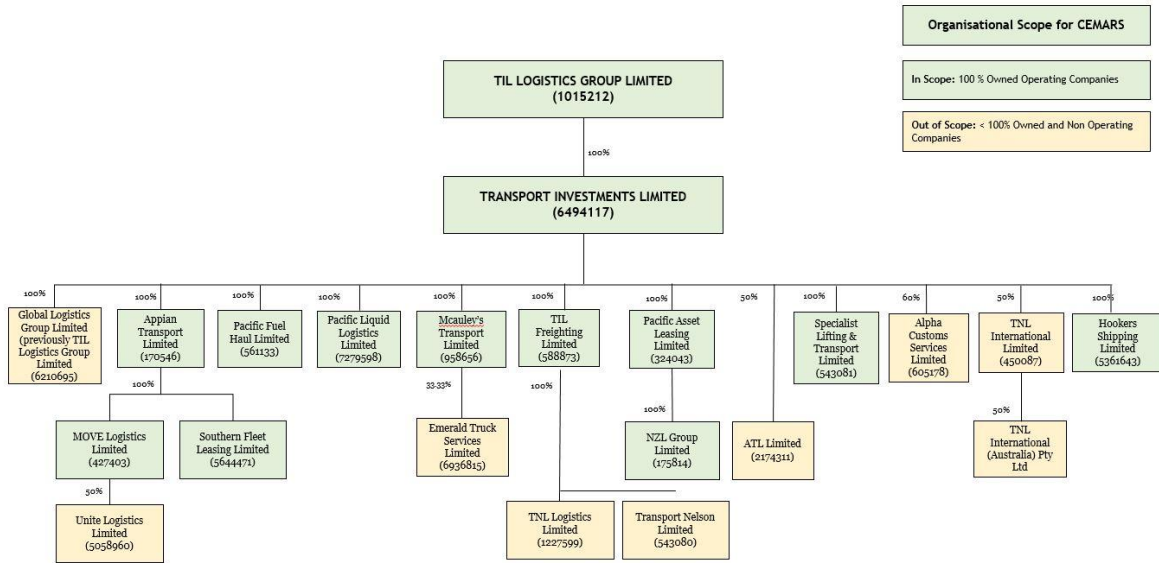 Organisational Scope for CEMARS
In Scope: 100 % Owned Operating Companies
Out of Scope: < 100% Owned and Non Operating
Companies
TIL LOGISTICS GROUP LIMITED
(1015212)
100%
TRANSPORT INVESTMENTS LIMITED
(6494117)
100%
100%
100%
100%
100%
100%
100%
50%
100%
60%
50%
100%
Global Logistics
Group Limited
(previously TIL
Logistics Group
Limited)
(6210695)
Appian
Transport
Limited
(170546)
Pacific Fuel
Haul Limited
(561133)
Pacific Liquid
Logistics Limited
(7279598)
Mcauley's
Transport
Limited
(958656)
TIL
Freighting
Limited
(588873)
Pacific Asset
Leasing
Limited
(324043)
Specialist
Lifting &
Transport
Limited
(543081)
Alpha
Customs
Services
Limited
(605178)
TNL
International
Limited
(450087)
Hookers
Shipping
Limited
(5361643)
100%
33.33%
100%
100%
50%
MOVE Logistics
Limited
(427403)
Southern Fleet
Leasing Limited
(5644471)
Emerald Truck
Services
Limited
(6936815)
NZL Group
Limited
(175814)
ATL Limited
(2174311)
TNL
International
(Australia) Pty
Ltd
50%
Unite Logistics
Limited
(5058960)
TNL Logistics
Limited
(1227599)
Transport Nelson
Limited
(543080)